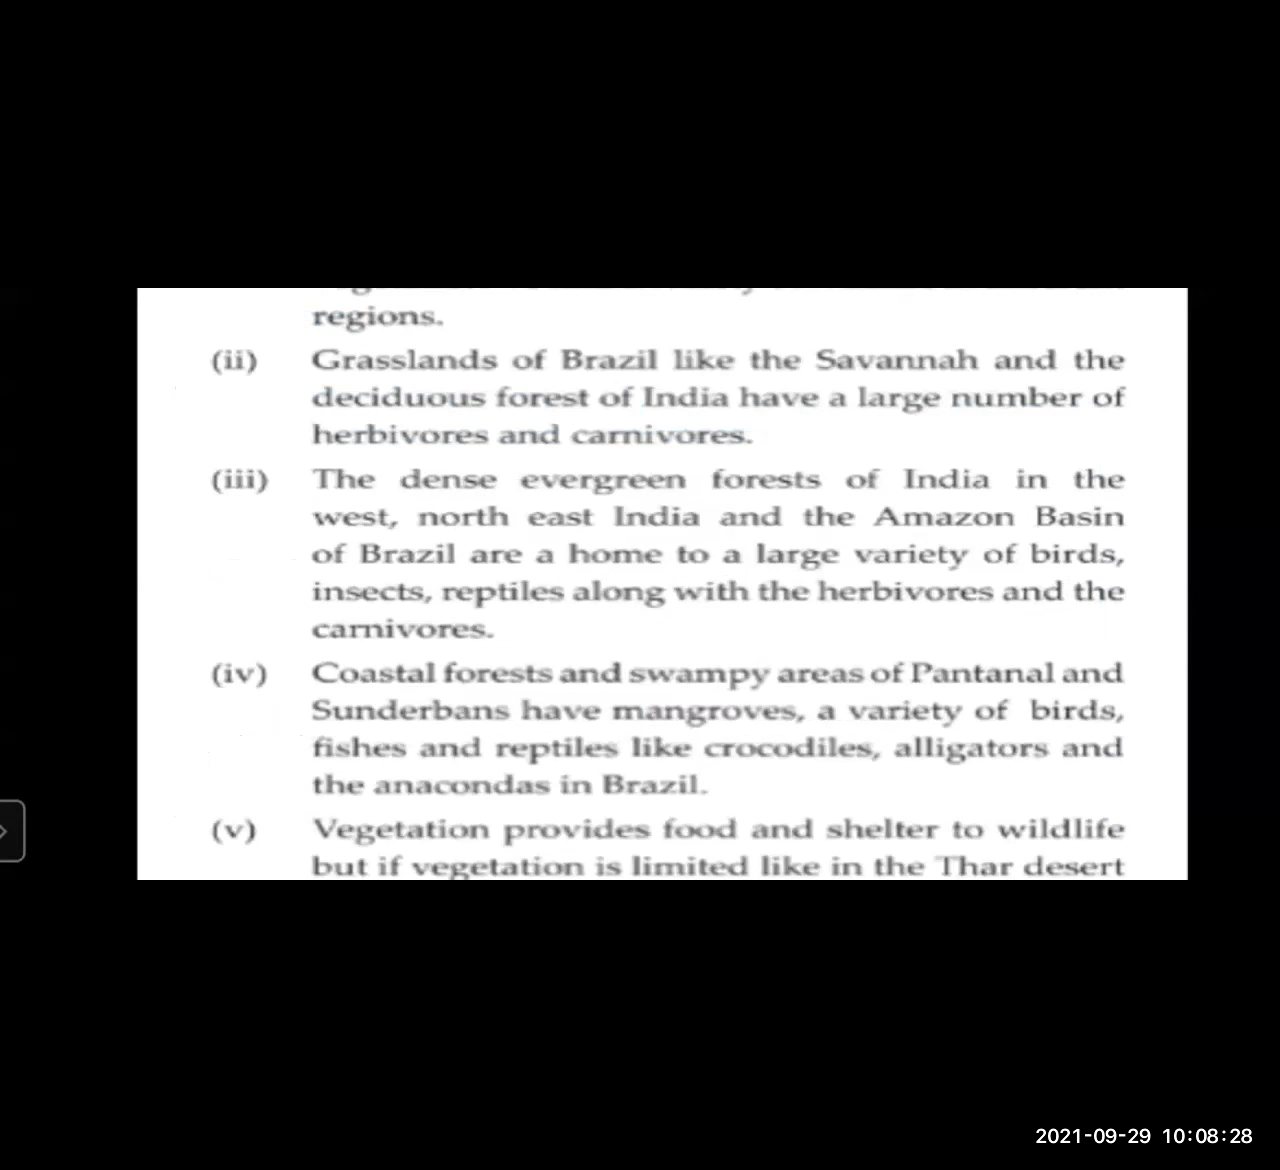 regions.
(ii) Grasslands of Brazil like the Savannah and the
deciduous forest of India have a large number of
herbivores and carnivores.
(iii) The dense evergreen forests of India in the
west, north east India and the Amazon Basin
of Brazil are a home to a large variety of birds,
insects, reptiles along with the herbivores and the
carnivores.
(iv) Coastal forests and swampy areas of Pantanal and
Sunderbans have mangroves, a variety of birds,
fishes and reptiles like crocodiles, alligators and
the anacondas in Brazil.
(v) Vegetation provides food and shelter to wildlife
but if vegetation is limited like in the Thar desert
2021-09-29 10:08:28